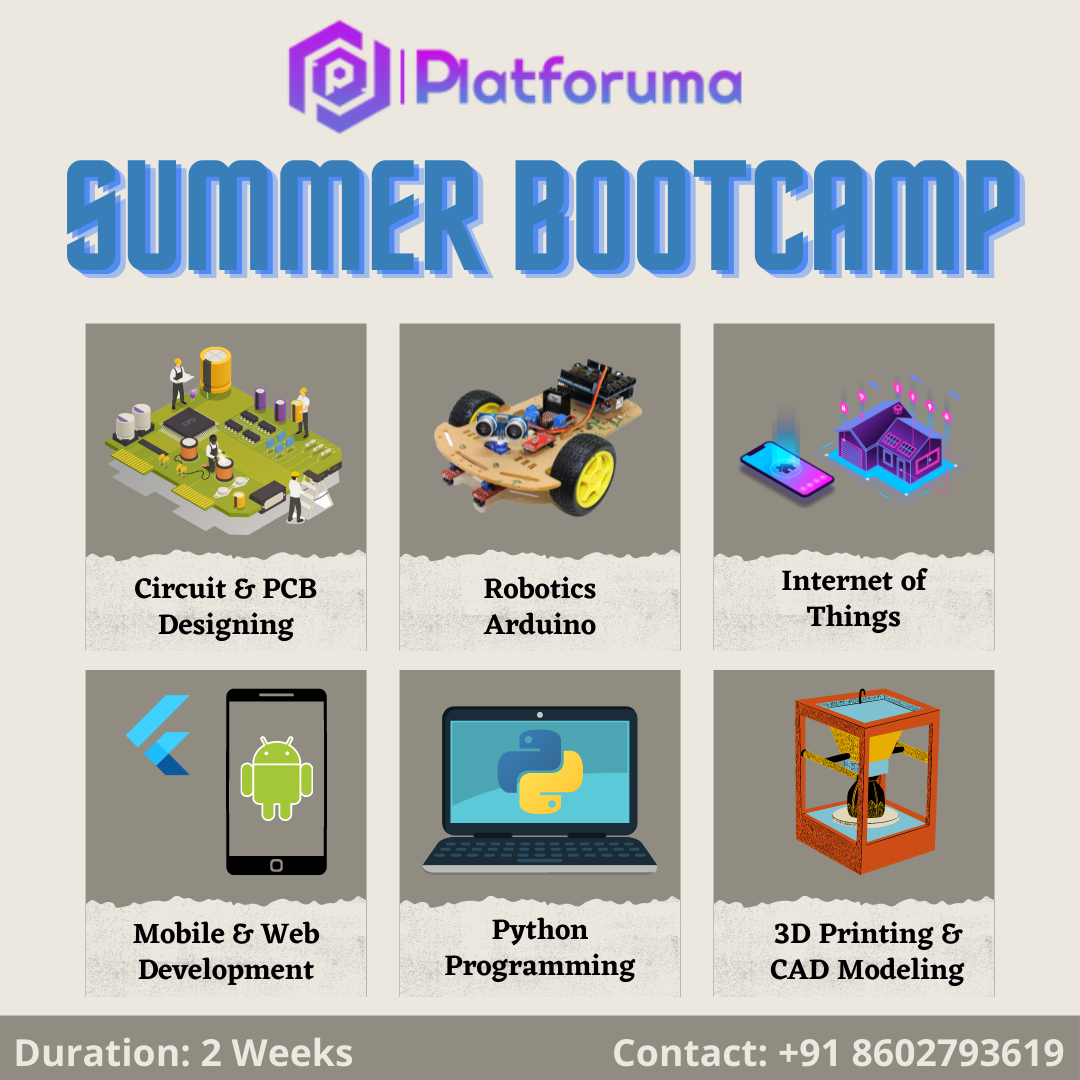 Platforuma
SUMMER BOOTCAMP
Circuit & PCB
Designing
Robotics
Arduino
Internet of
Things
Mobile & Web
Development
Python
Programming
3D Printing &
CAD Modeling
Duration: 2 Weeks
Contact: +91 8602793619